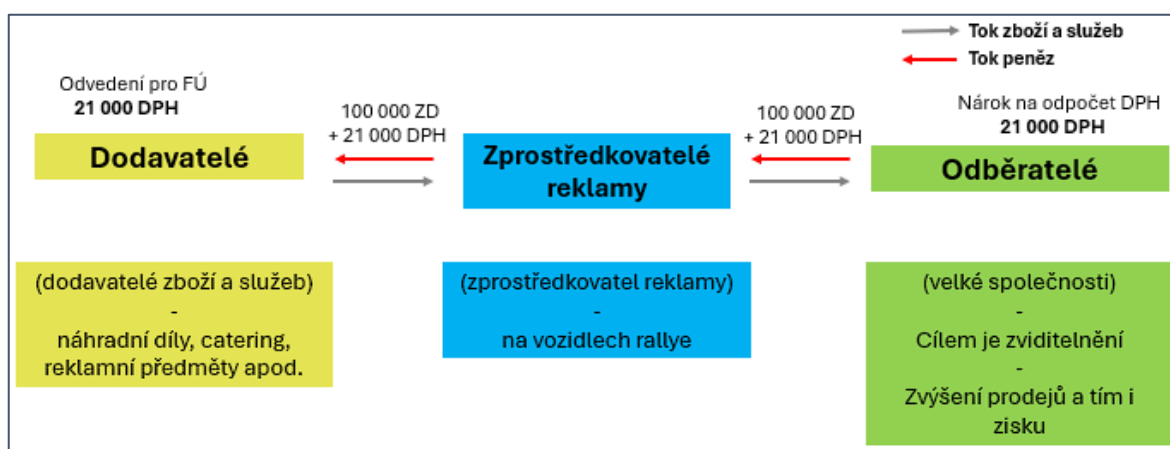 Tok zboží a služeb
Tok peněz
Odvedení pro FÚ
21 000 DPH
Dodavatelé
100 000 ZD
+ 21 000 DPH
Zprostředkovatelé
reklamy
100 000 ZD
+ 21 000 DPH
Nárok na odpočet DPH
21 000 DPH
Odběratelé
(dodavatelé zboží a služeb)
-
náhradní díly, catering,
reklamní předměty apod.
(zprostředkovatel reklamy)
-
na vozidlech rallye
(velké společnosti)
-
Cílem je zviditelnění
-
Zvýšení prodejů a tím i
zisku